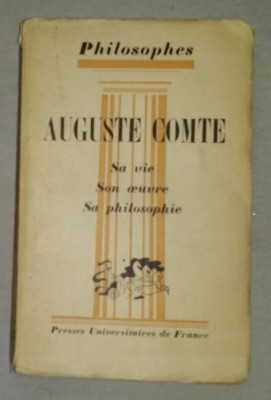 Philosophes
AUGUSTE COMTE
Sa vie
Son œuvre
Sa philosophie
Presses Universitaires de France